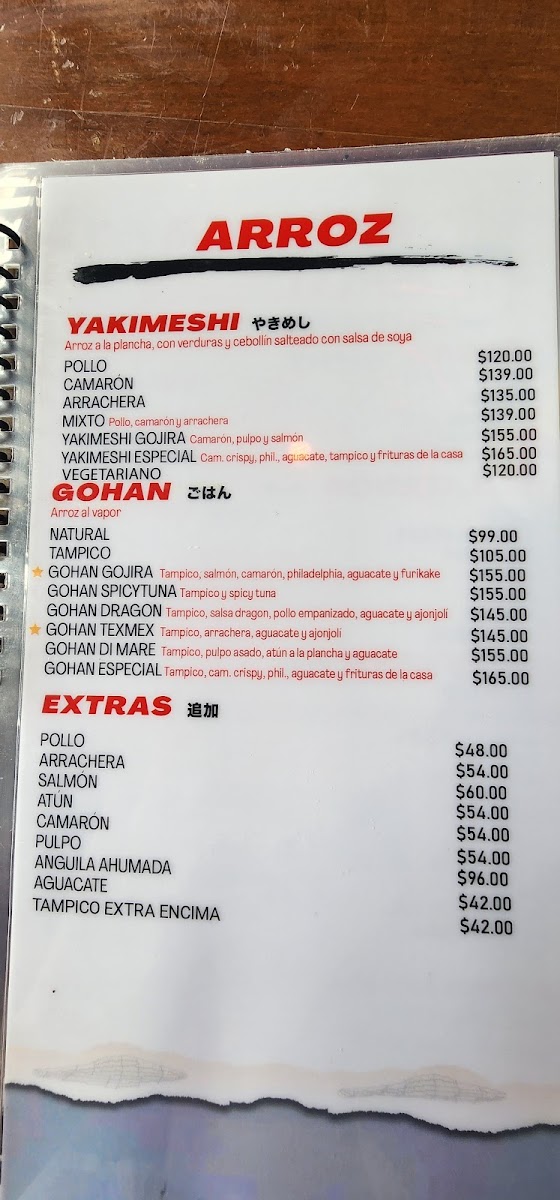 ARROZ
YAKIMESHI やきめし
Arroz a la plancha, con verduras y cebollín salteado con salsa de soya
POLLO $120.00
CAMARÓN $139.00
ARRACHERA $135.00
MIXTO Pollo, camarón y arrachera $139.00
YAKIMESHI GOJIRA Camarón, pulpo y salmón $155.00
YAKIMESHI ESPECIAL Cam. crispy, phil., aguacate, tampico y frituras de la casa $165.00
VEGETARIANO $120.00
GOHAN ごはん
Arroz al vapor
NATURAL $99.00
TAMPICO $105.00
GOHAN GOJIRA Tampico, salmón, camarón, philadelphia, aguacate y furikake $155.00
GOHAN SPICYTUNA Tampico y spicy tuna $155.00
GOHAN DRAGON Tampico, salsa dragon, pollo empanizado, aguacate y ajonjolí $145.00
GOHAN TEXMEX Tampico, arrachera, aguacate y ajonjolí $145.00
GOHAN DI MARE Tampico, pulpo asado, atún a la plancha y aguacate $155.00
GOHAN ESPECIAL Tampico, cam. crispy, phil., aguacate y frituras de la casa $165.00
EXTRAS 追加
POLLO $48.00
ARRACHERA $54.00
SALMÓN $60.00
ATÚN $54.00
CAMARÓN $54.00
PULPO $54.00
ANGUILA AHUMADA $96.00
AGUACATE $42.00
TAMPICO EXTRA ENCIMA $42.00